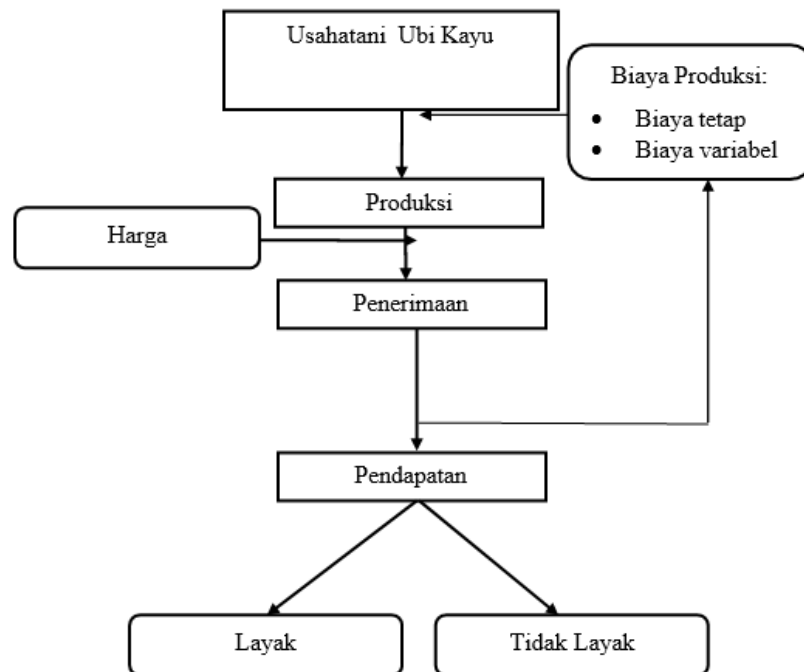 Usahatani Ubi Kayu
Biaya Produksi:
• Biaya tetap
• Biaya variabel
Produksi
Harga
Penerimaan
Pendapatan
Layak
Tidak Layak